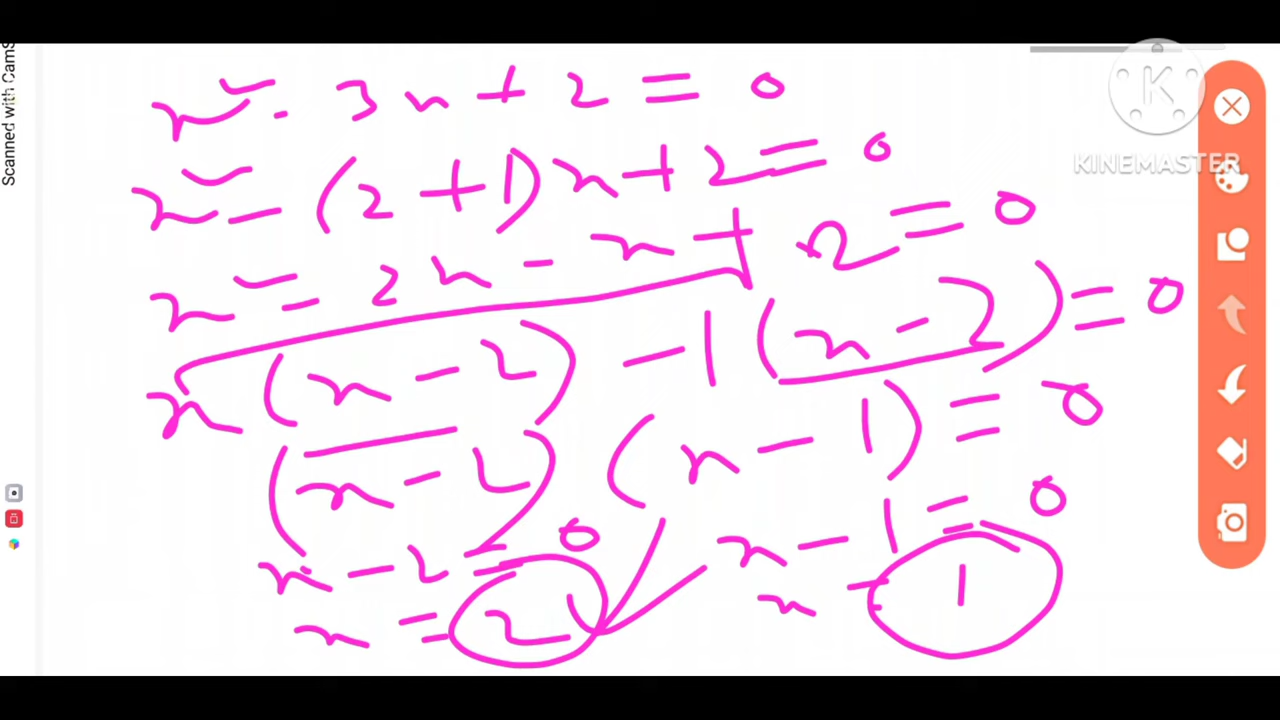 x² - 3x + 2 = 0
x² - (2 + 1)x + 2 = 0
x² - 2x - x + 2 = 0
x(x - 2) - 1(x - 2) = 0
(x - 2) (x - 1) = 0
x - 2 = 0 x - 1 = 0
x = 2 x = 1
KINEMASTER
Scanned with CamS